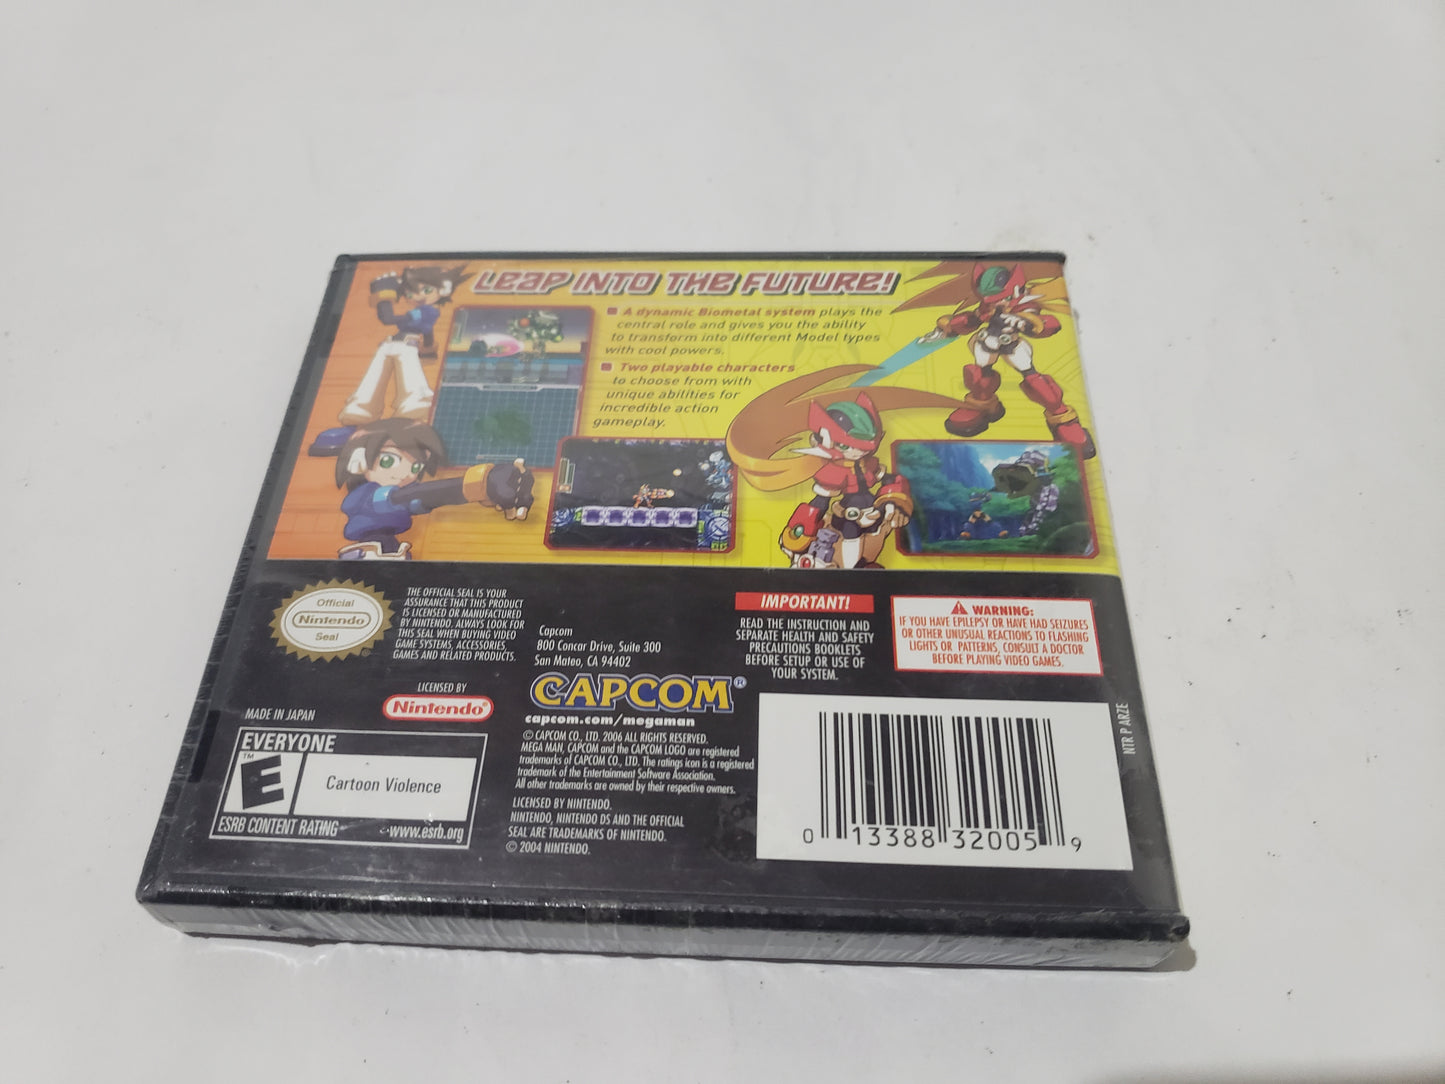 LEAP INTO THE FUTURE!
■ A dynamic Biometal system plays the
central role and gives you the ability
to transform into different Model types
with cool powers.
■ Two playable characters
to choose from with
unique abilities for
incredible action
gameplay.
Official
Nintendo
Seal
THE OFFICIAL SEAL IS YOUR
ASSURANCE THAT THIS PRODUCT
IS LICENSED OR MANUFACTURED
BY NINTENDO. ALWAYS LOOK FOR
THIS SEAL WHEN BUYING VIDEO
GAME SYSTEMS, ACCESSORIES,
GAMES AND RELATED PRODUCTS.
LICENSED BY
Nintendo®
MADE IN JAPAN
EVERYONE
E™
Cartoon Violence
ESRB CONTENT RATING www.esrb.org
Capcom
800 Concar Drive, Suite 300
San Mateo, CA 94402
CAPCOM®
capcom.com/megaman
© CAPCOM CO., LTD. 2006 ALL RIGHTS RESERVED.
MEGA MAN, CAPCOM and the CAPCOM LOGO are registered
trademarks of CAPCOM CO., LTD. The ratings icon is a registered
trademark of the Entertainment Software Association.
All other trademarks are owned by their respective owners.
LICENSED BY NINTENDO.
NINTENDO, NINTENDO DS AND THE OFFICIAL
SEAL ARE TRADEMARKS OF NINTENDO.
© 2004 NINTENDO.
IMPORTANT!
READ THE INSTRUCTION AND
SEPARATE HEALTH AND SAFETY
PRECAUTIONS BOOKLETS
BEFORE SETUP OR USE OF
YOUR SYSTEM.
WARNING:
IF YOU HAVE EPILEPSY OR HAVE HAD SEIZURES
OR OTHER UNUSUAL REACTIONS TO FLASHING
LIGHTS OR PATTERNS, CONSULT A DOCTOR
BEFORE PLAYING VIDEO GAMES.
NTR P ARZE
0 13388 32005 9